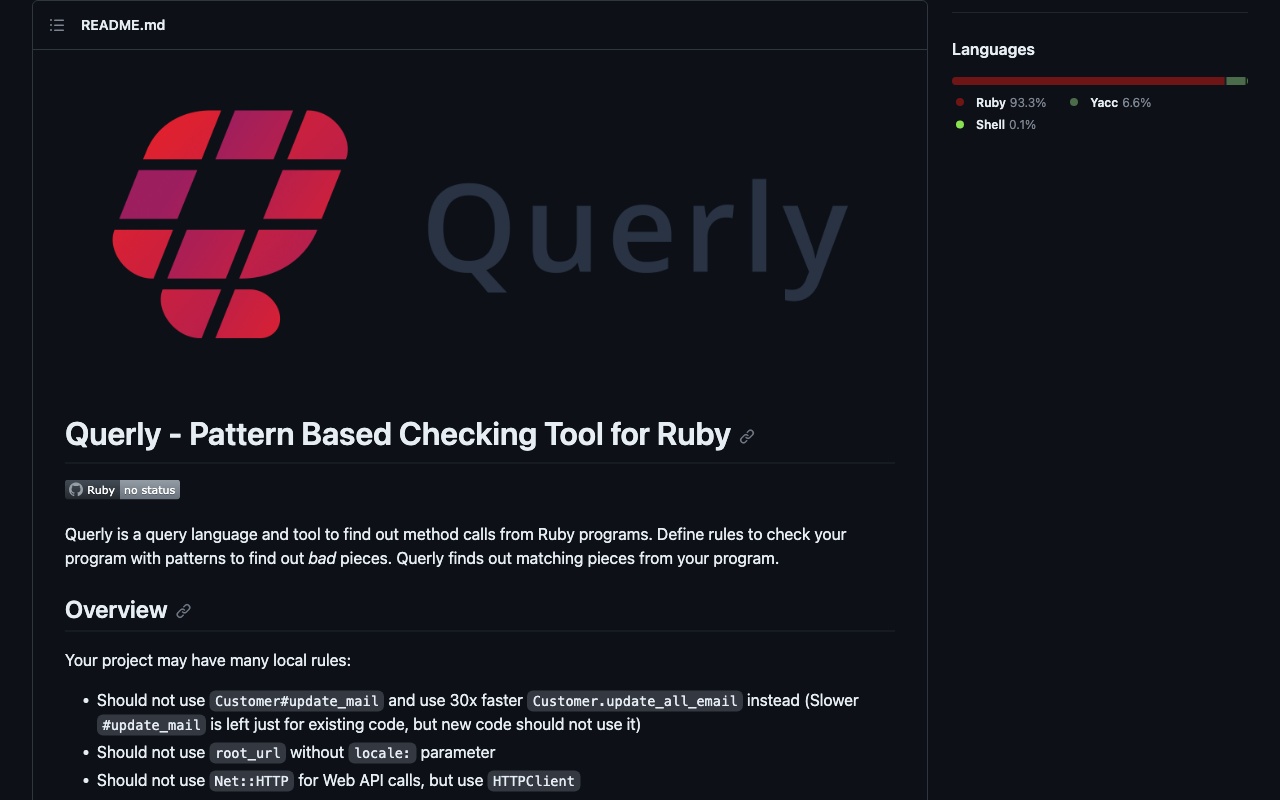 README.md
Querly
Querly - Pattern Based Checking Tool for Ruby
Ruby no status
Querly is a query language and tool to find out method calls from Ruby programs. Define rules to check your
program with patterns to find out bad pieces. Querly finds out matching pieces from your program.
Overview
Your project may have many local rules:
• Should not use Customer#update_mail and use 30x faster Customer.update_all_email instead (Slower
#update_mail is left just for existing code, but new code should not use it)
• Should not use root_url without locale: parameter
• Should not use Net::HTTP for Web API calls, but use HTTPClient
Languages
Ruby 93.3% Yacc 6.6%
Shell 0.1%